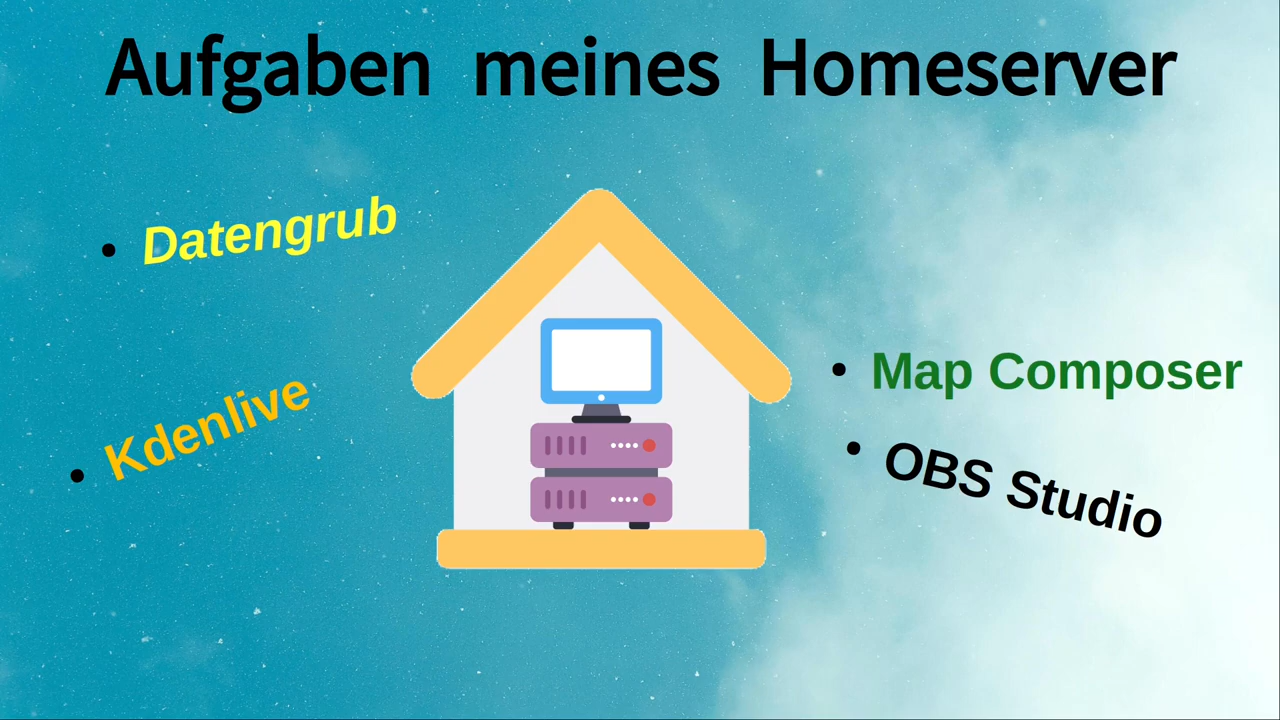 Aufgaben meines Homeserver
Datengrub
Kdenlive
Map Composer
OBS Studio